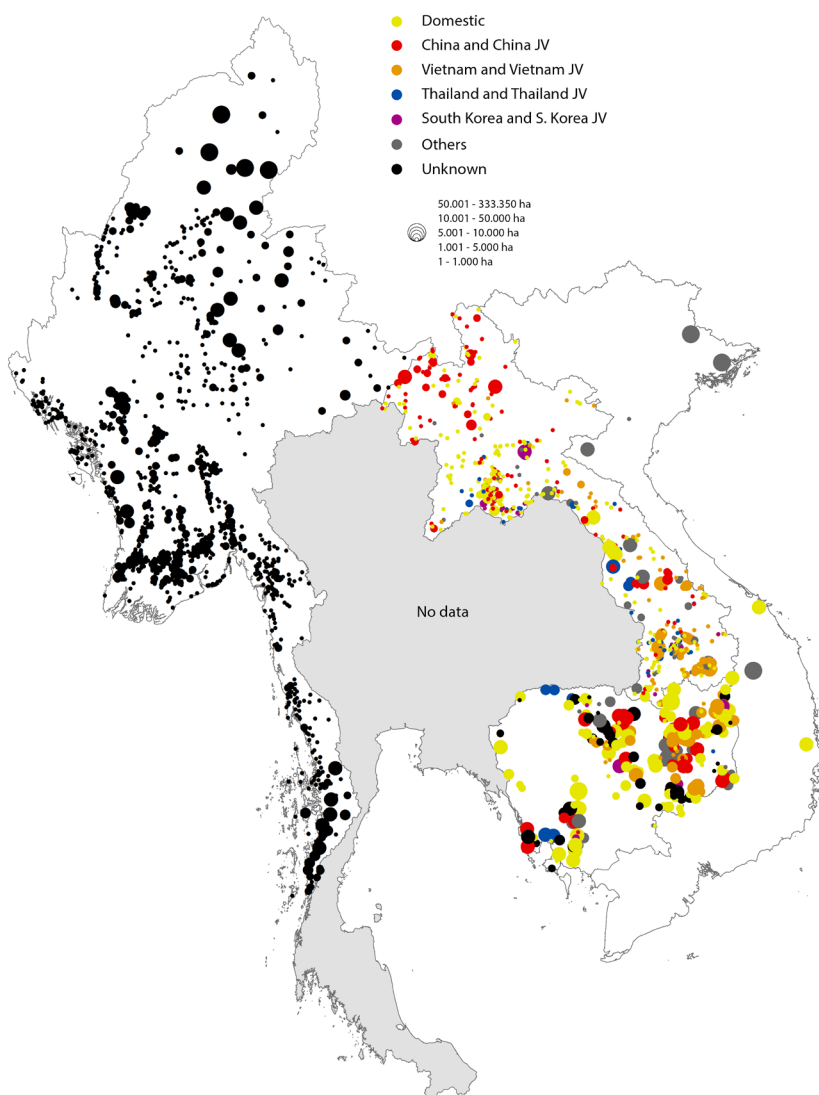 Domestic
China and China JV
Vietnam and Vietnam JV
Thailand and Thailand JV
South Korea and S. Korea JV
Others
Unknown
50.001 - 333.350 ha
10.001 - 50.000 ha
5.001 - 10.000 ha
1.001 - 5.000 ha
1 - 1.000 ha
No data